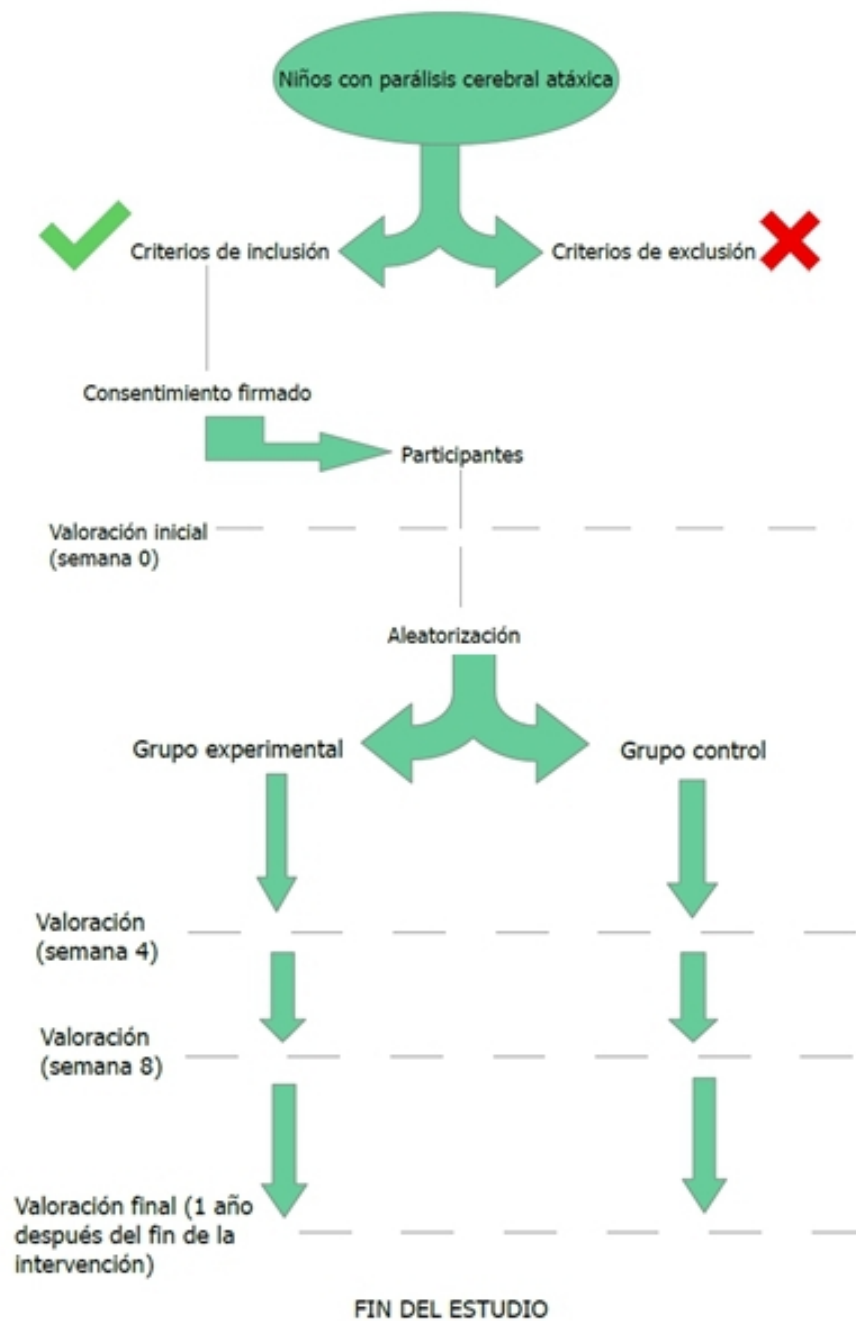 Niños con parálisis cerebral atáxica
Criterios de inclusión
Criterios de exclusión
Consentimiento firmado
Participantes
Valoración inicial
(semana 0)
Aleatorización
Grupo experimental
Grupo control
Valoración
(semana 4)
Valoración
(semana 8)
Valoración final (1 año
después del fin de la
intervención)
FIN DEL ESTUDIO